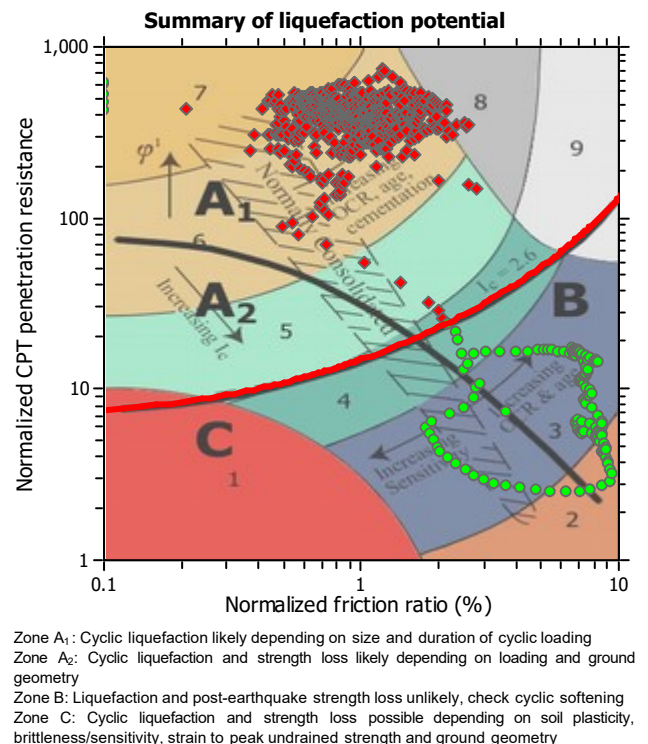 Summary of liquefaction potential
1,000
100
10
1
Normalized CPT penetration resistance
0.1
1
10
Normalized friction ratio (%)
7
8
9
φ'
A1
6
A2
5
Normally Consolidated
Increasing
OCR, age,
cementation
Increasing Ic
Ic = 2.6
B
4
C
1
Increasing
OCR & age
3
Increasing
Sensitivity
2
Zone A1: Cyclic liquefaction likely depending on size and duration of cyclic loading
Zone A2: Cyclic liquefaction and strength loss likely depending on loading and ground
geometry
Zone B: Liquefaction and post-earthquake strength loss unlikely, check cyclic softening
Zone C: Cyclic liquefaction and strength loss possible depending on soil plasticity,
brittleness/sensitivity, strain to peak undrained strength and ground geometry